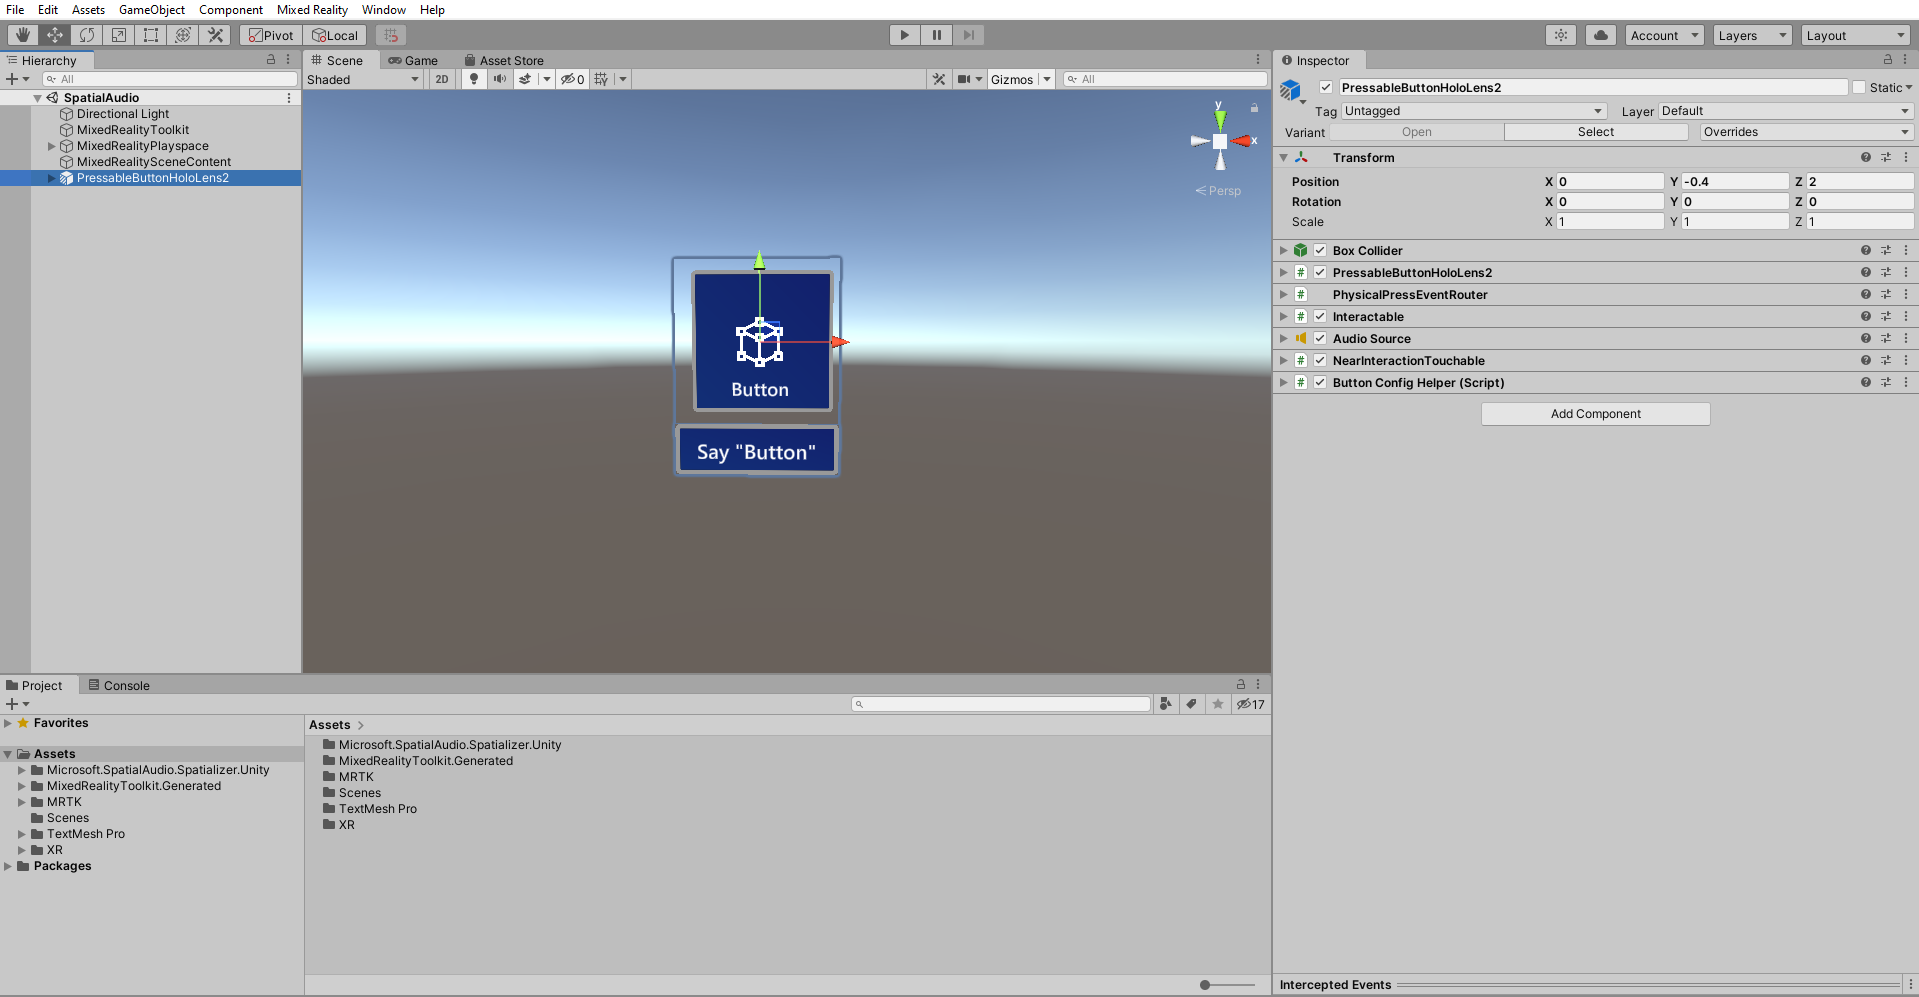 File Edit Assets GameObject Component Mixed Reality Window Help
Pivot Local Account Layers Layout
Hierarchy
All
SpatialAudio
Directional Light
MixedRealityToolkit
MixedRealityPlayspace
MixedRealitySceneContent
PressableButtonHoloLens2
Scene Game Asset Store
Shaded 2D 0 Gizmos All
y
x
Persp
Button
Say "Button"
Inspector
PressableButtonHoloLens2 Static
Tag Untagged Layer Default
Variant Open Select Overrides
Transform
Position X 0 Y -0.4 Z 2
Rotation X 0 Y 0 Z 0
Scale X 1 Y 1 Z 1
Box Collider
# PressableButtonHoloLens2
# PhysicalPressEventRouter
# Interactable
Audio Source
# NearInteractionTouchable
# Button Config Helper (Script)
Add Component
Intercepted Events
Project Console
17
Favorites
Assets
Microsoft.SpatialAudio.Spatializer.Unity
MixedRealityToolkit.Generated
MRTK
Scenes
TextMesh Pro
XR
Packages
Assets
Microsoft.SpatialAudio.Spatializer.Unity
MixedRealityToolkit.Generated
MRTK
Scenes
TextMesh Pro
XR